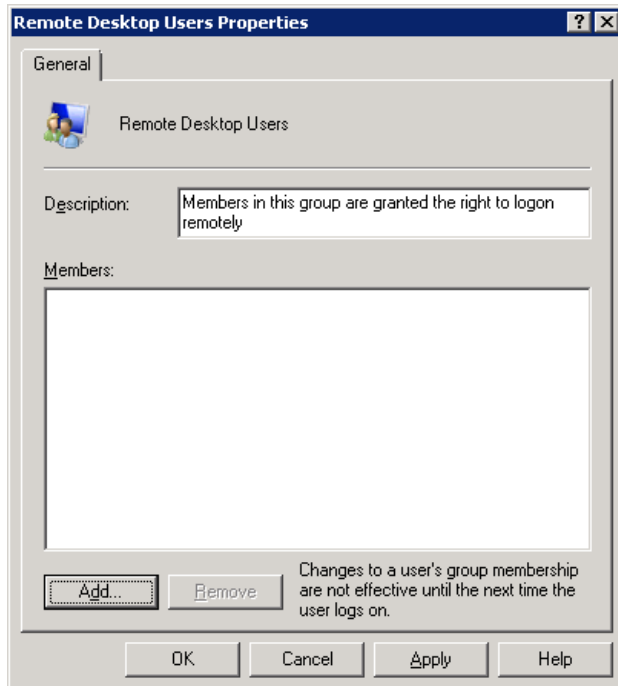 Remote Desktop Users Properties
General
Remote Desktop Users
Description:
Members in this group are granted the right to logon
remotely
Members:
Add...
Remove
Changes to a user's group membership
are not effective until the next time the
user logs on.
OK
Cancel
Apply
Help